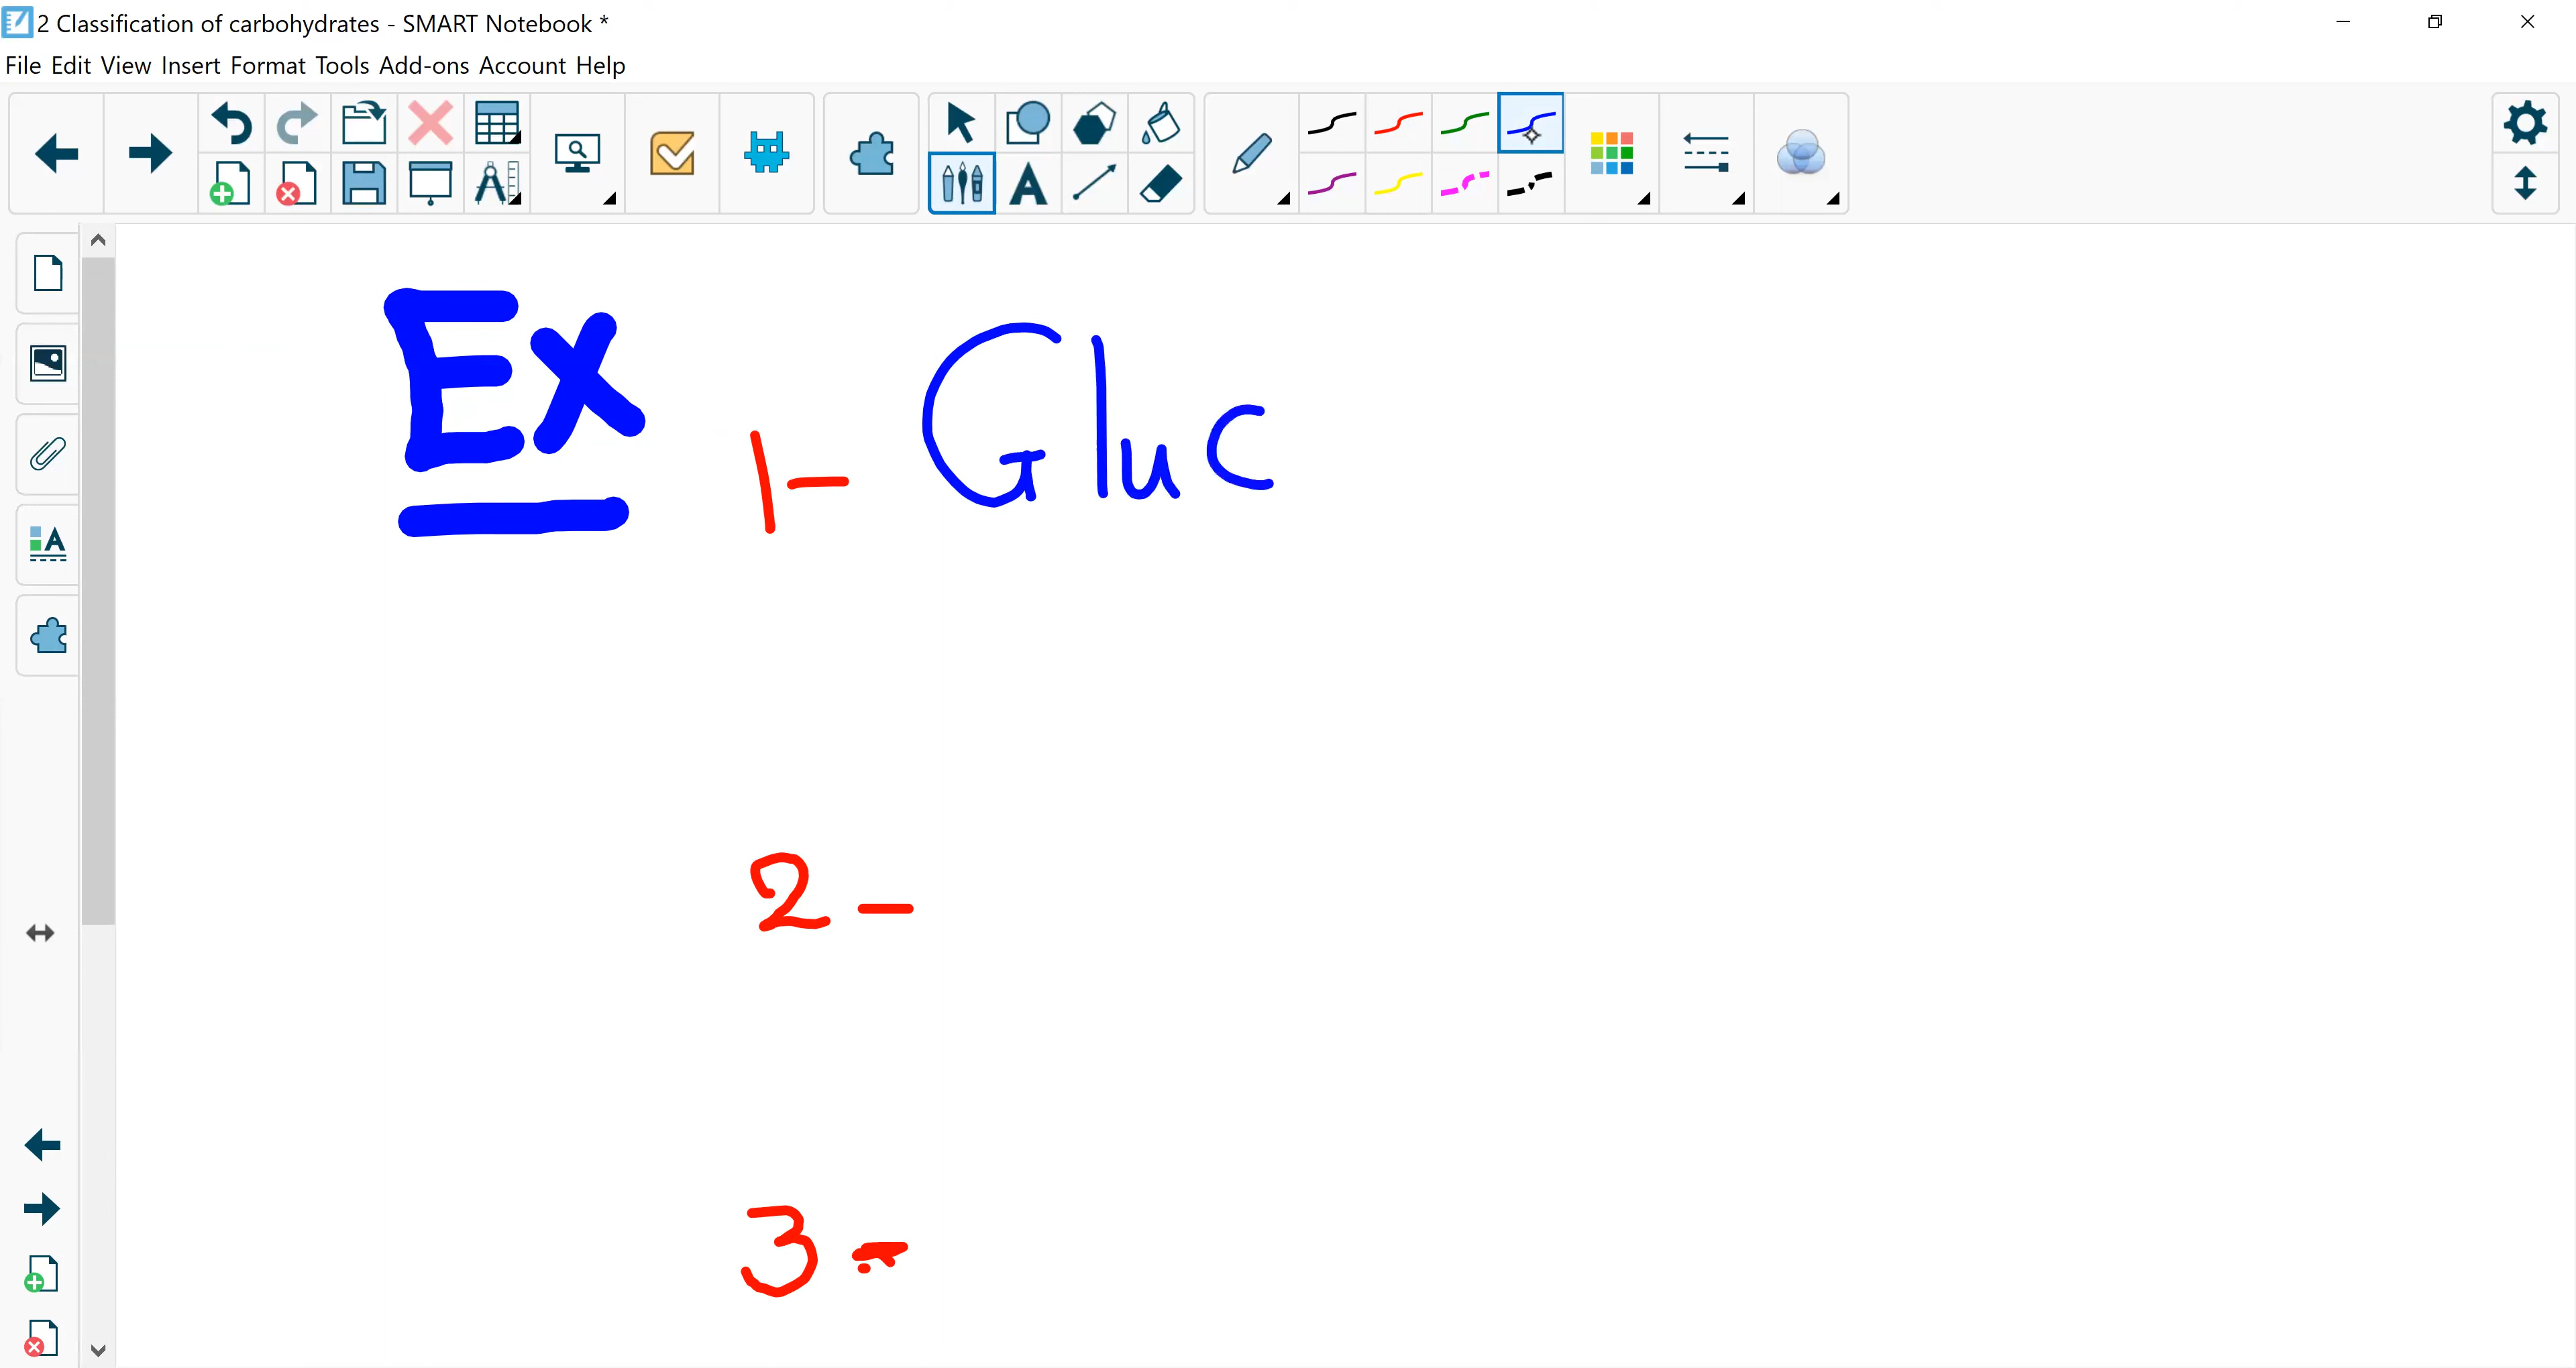 2 Classification of carbohydrates - SMART Notebook *
File Edit View Insert Format Tools Add-ons Account Help
Ex
1- Gluc
2 -
3 -